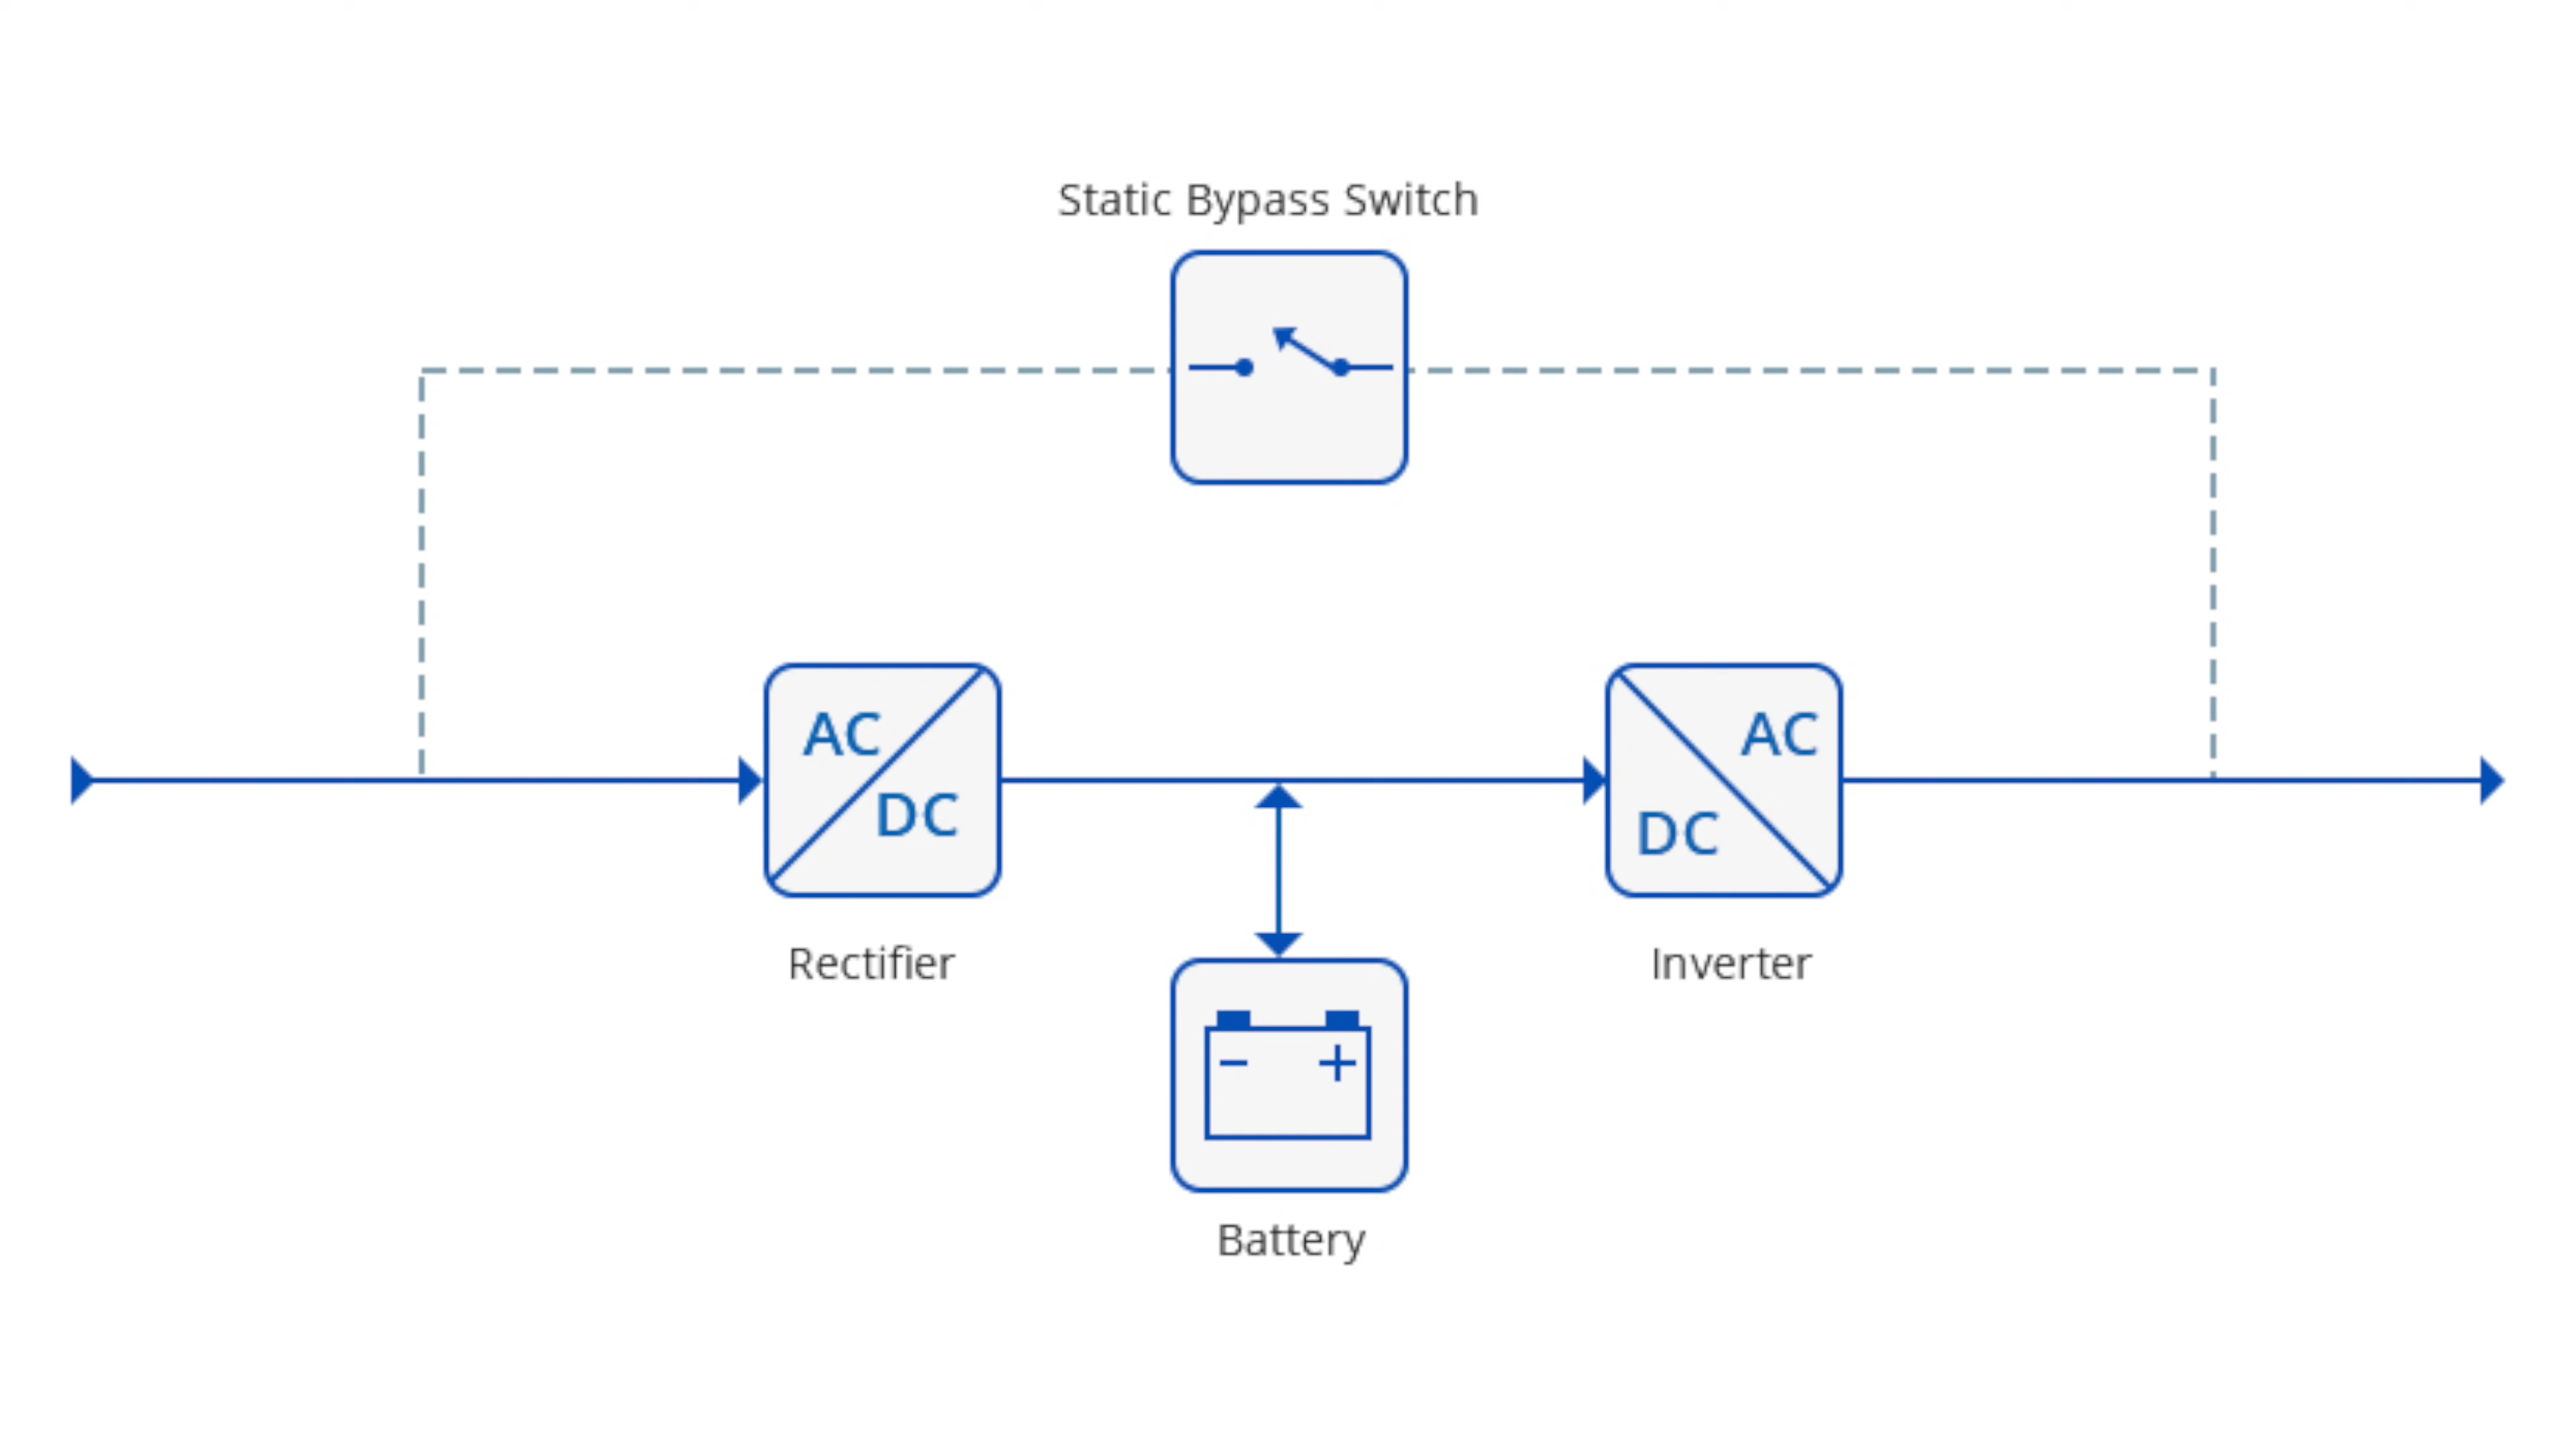 Static Bypass Switch
AC
DC
AC
DC
Rectifier
Inverter
− +
Battery